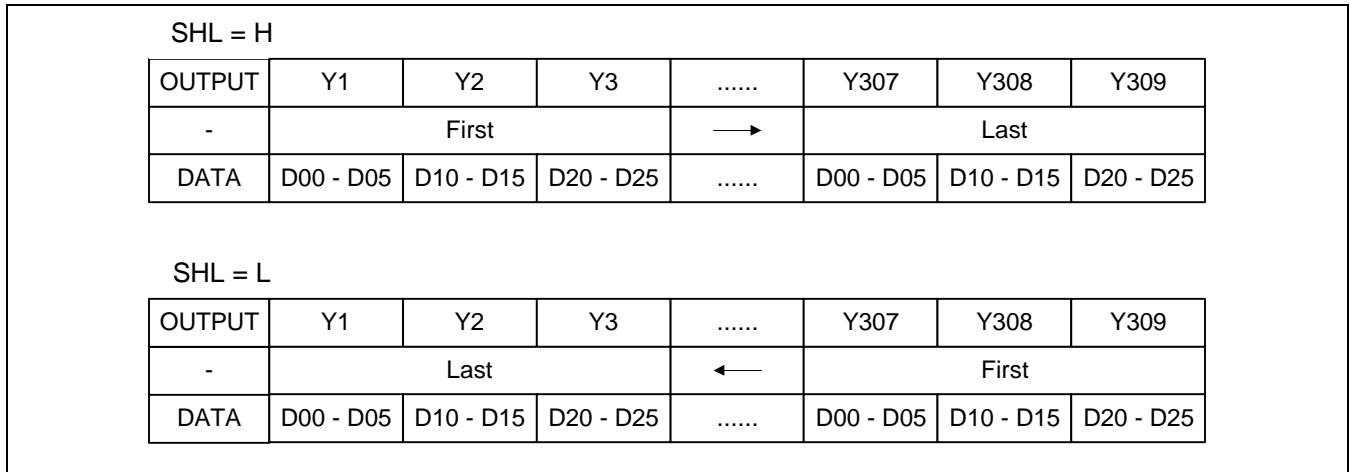 SHL = H
OUTPUT Y1 Y2 Y3 ...... Y307 Y308 Y309
- First Last
DATA D00 - D05 D10 - D15 D20 - D25 ...... D00 - D05 D10 - D15 D20 - D25
SHL = L
OUTPUT Y1 Y2 Y3 ...... Y307 Y308 Y309
- Last First
DATA D00 - D05 D10 - D15 D20 - D25 ...... D00 - D05 D10 - D15 D20 - D25